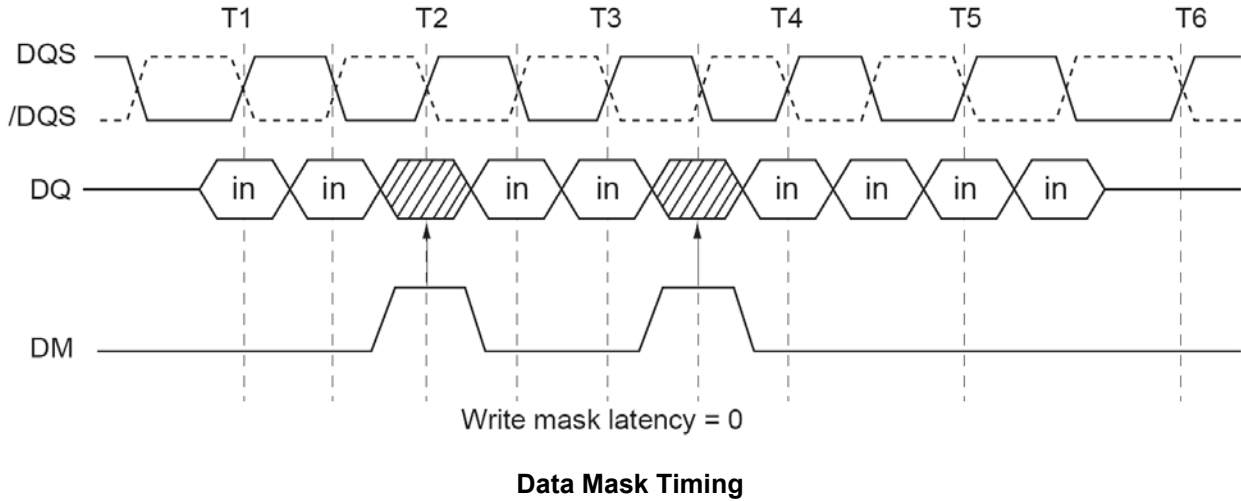 T1 T2 T3 T4 T5 T6
DQS
/DQS
DQ in in in in in in in in
DM
Write mask latency = 0
Data Mask Timing